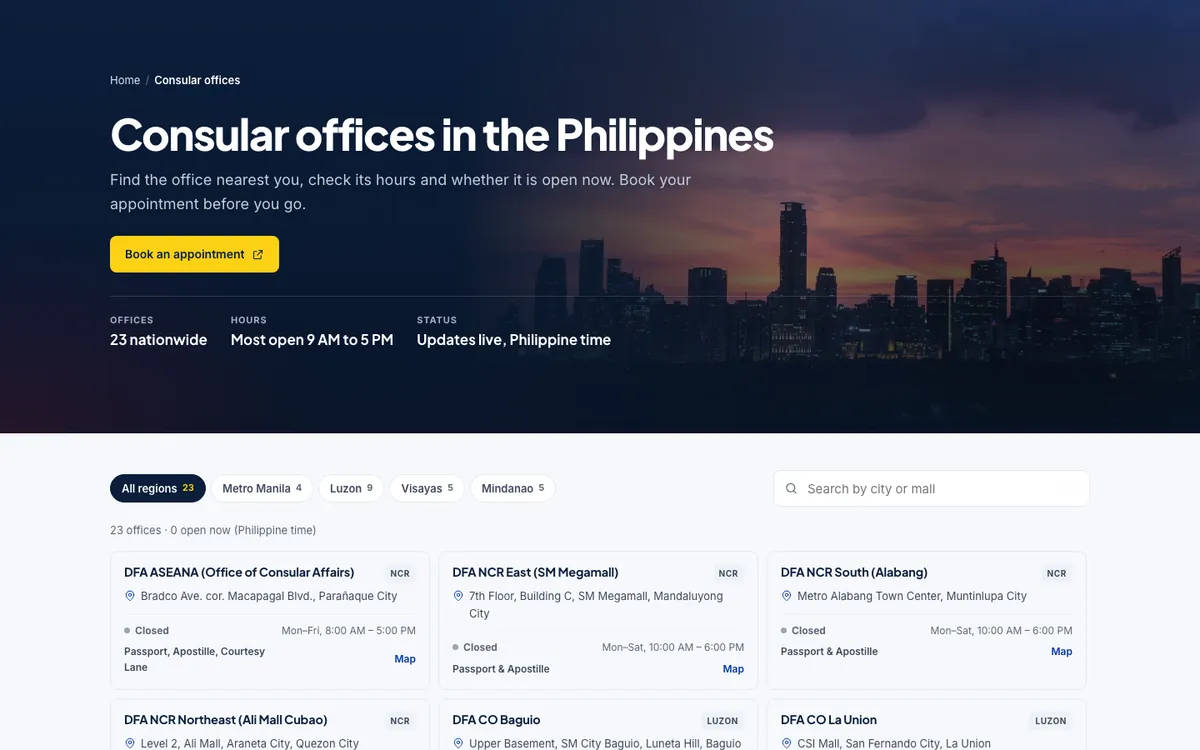 Home / Consular offices
Consular offices in the Philippines
Find the office nearest you, check its hours and whether it is open now. Book your
appointment before you go.
Book an appointment
OFFICES
23 nationwide
HOURS
Most open 9 AM to 5 PM
STATUS
Updates live, Philippine time
All regions 23
Metro Manila 4
Luzon 9
Visayas 5
Mindanao 5
Search by city or mall
23 offices · 0 open now (Philippine time)
DFA ASEANA (Office of Consular Affairs)
NCR
Bradco Ave. cor. Macapagal Blvd., Parañaque City
Closed
Mon–Fri, 8:00 AM – 5:00 PM
Passport, Apostille, Courtesy
Lane
Map
DFA NCR East (SM Megamall)
NCR
7th Floor, Building C, SM Megamall, Mandaluyong
City
Closed
Mon–Sat, 10:00 AM – 6:00 PM
Passport & Apostille
Map
DFA NCR South (Alabang)
NCR
Metro Alabang Town Center, Muntinlupa City
Closed
Mon–Sat, 10:00 AM – 6:00 PM
Passport & Apostille
Map
DFA NCR Northeast (Ali Mall Cubao)
NCR
Level 2, Ali Mall, Araneta City, Quezon City
DFA CO Baguio
LUZON
Upper Basement, SM City Baguio, Luneta Hill, Baguio
DFA CO La Union
LUZON
CSI Mall, San Fernando City, La Union